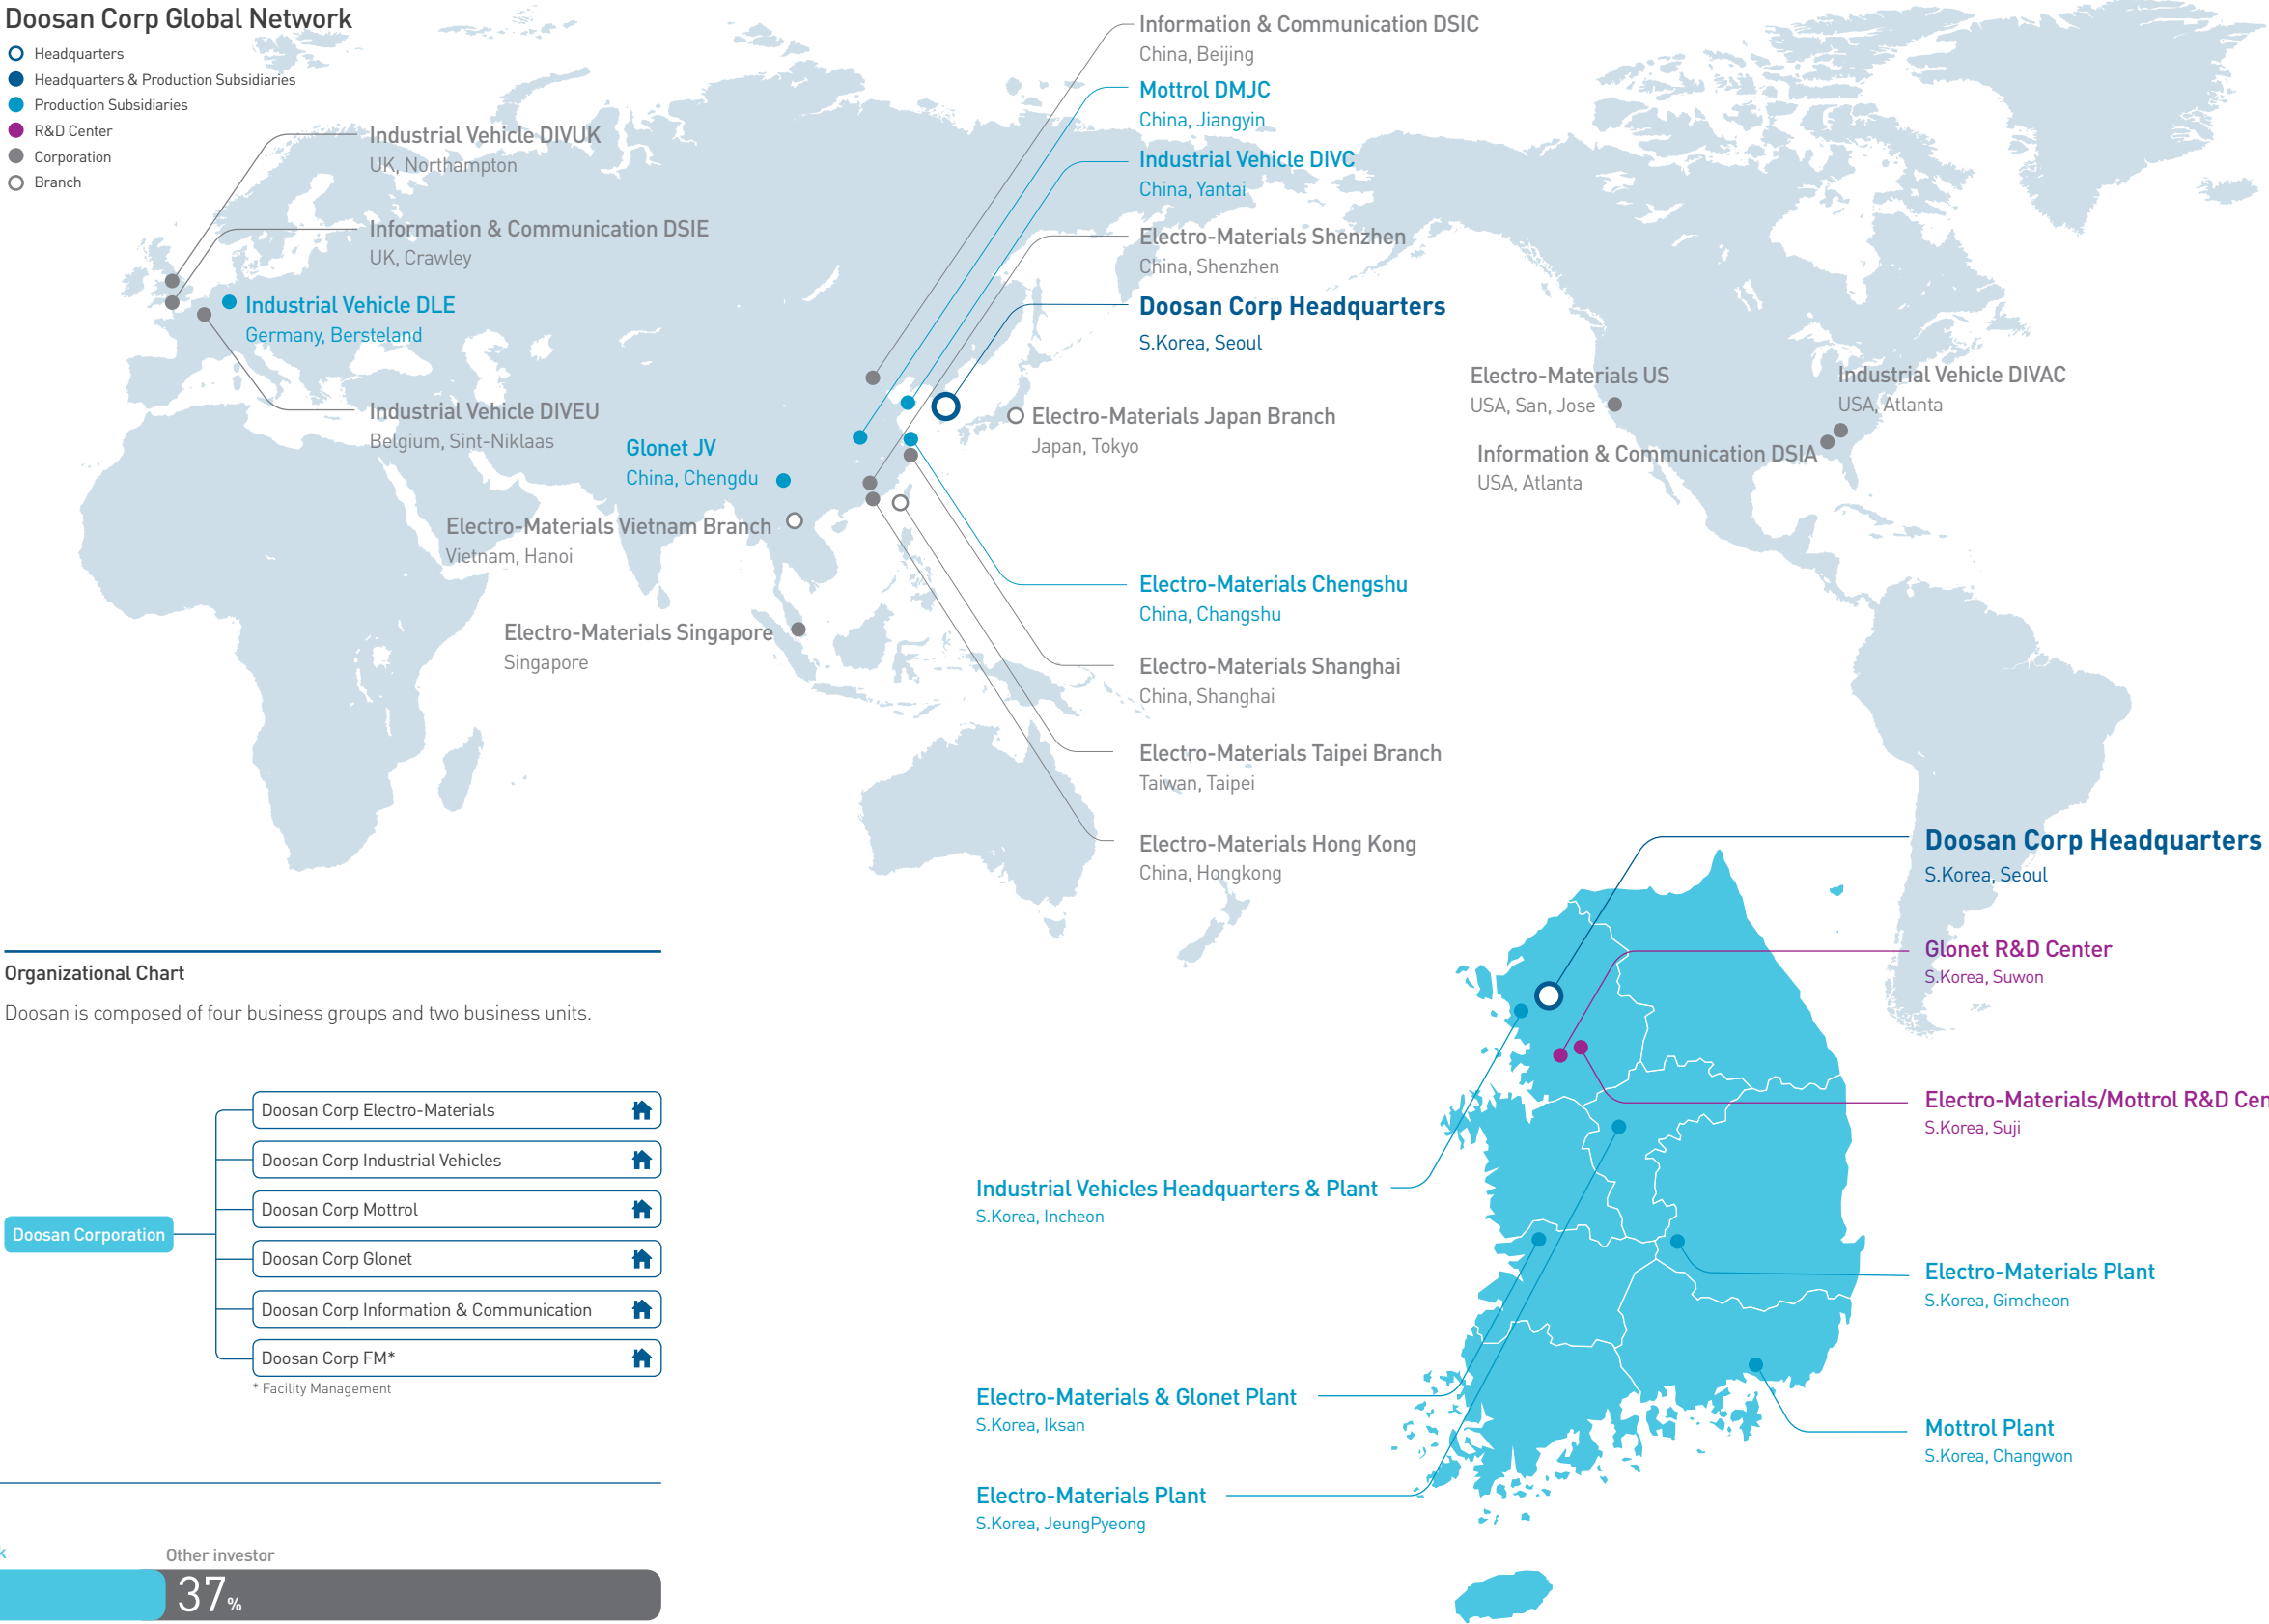 Doosan Corp Global Network
Headquarters
Headquarters & Production Subsidiaries
Production Subsidiaries
R&D Center
Corporation
Branch
Industrial Vehicle DIVUK
UK, Northampton
Information & Communication DSIE
UK, Crawley
Industrial Vehicle DLE
Germany, Bersteland
Industrial Vehicle DIVEU
Belgium, Sint-Niklaas
Glonet JV
China, Chengdu
Electro-Materials Vietnam Branch
Vietnam, Hanoi
Electro-Materials Singapore
Singapore
Information & Communication DSIC
China, Beijing
Mottrol DMJC
China, Jiangyin
Industrial Vehicle DIVC
China, Yantai
Electro-Materials Shenzhen
China, Shenzhen
Doosan Corp Headquarters
S.Korea, Seoul
Electro-Materials Japan Branch
Japan, Tokyo
Electro-Materials Chengshu
China, Changshu
Electro-Materials Shanghai
China, Shanghai
Electro-Materials Taipei Branch
Taiwan, Taipei
Electro-Materials Hong Kong
China, Hongkong
Electro-Materials US
USA, San, Jose
Industrial Vehicle DIVAC
USA, Atlanta
Information & Communication DSIA
USA, Atlanta
Doosan Corp Headquarters
S.Korea, Seoul
Glonet R&D Center
S.Korea, Suwon
Electro-Materials/Mottrol R&D Cen
S.Korea, Suji
Industrial Vehicles Headquarters & Plant
S.Korea, Incheon
Electro-Materials Plant
S.Korea, Gimcheon
Electro-Materials & Glonet Plant
S.Korea, Iksan
Mottrol Plant
S.Korea, Changwon
Electro-Materials Plant
S.Korea, JeungPyeong
Organizational Chart
Doosan is composed of four business groups and two business units.
Doosan Corporation
Doosan Corp Electro-Materials
Doosan Corp Industrial Vehicles
Doosan Corp Mottrol
Doosan Corp Glonet
Doosan Corp Information & Communication
Doosan Corp FM*
* Facility Management
Other investor
37%